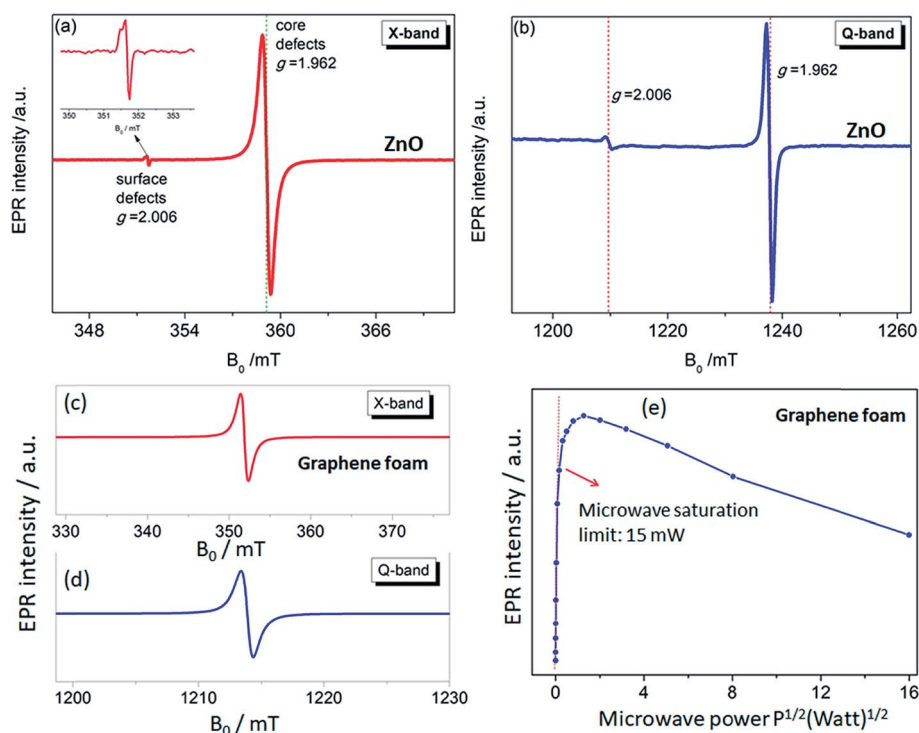 (a)
core
defects
g=1.962
X-band
350 351 352 353
B₀ / mT
ZnO
surface
defects
g=2.006
EPR intensity /a.u.
348 354 360 366
B₀ /mT
(b)
Q-band
g=1.962
g=2.006
ZnO
EPR intensity /a.u.
1200 1220 1240 1260
B₀ /mT
(c)
X-band
Graphene foam
330 340 350 360 370
B₀ / mT
EPR intensity / a.u.
(d)
Q-band
1200 1210 1220 1230
B₀ / mT
(e)
Graphene foam
Microwave saturation
limit: 15 mW
EPR intensity / a.u.
0 4 8 12 16
Microwave power P¹/²(Watt)¹/²